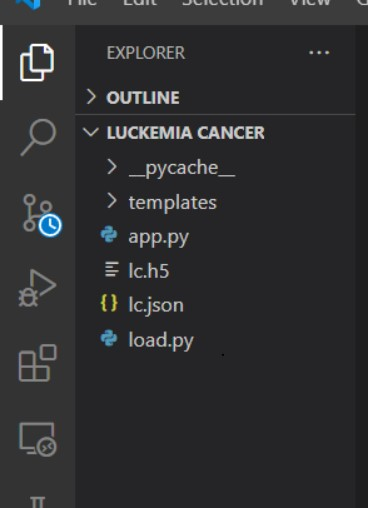 File Edit Selection View G
EXPLORER ...
OUTLINE
LUCKEMIA CANCER
__pycache__
templates
app.py
lc.h5
{} lc.json
load.py